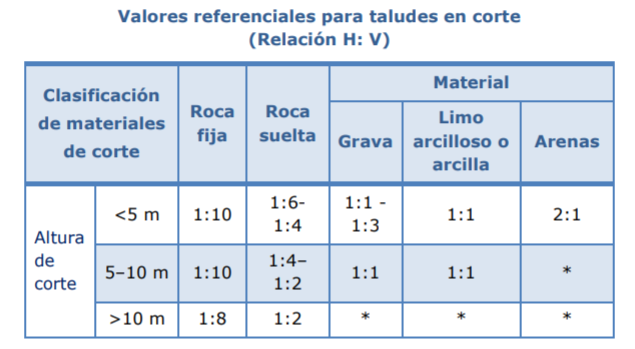 Valores referenciales para taludes en corte
(Relación H: V)
Clasificación
de materiales
de corte
Roca
fija
Roca
suelta
Material
Grava
Limo
arcilloso o
arcilla
Arenas
Altura
de
corte
<5 m
1:10
1:6-
1:4
1:1 -
1:3
1:1
2:1
5–10 m
1:10
1:4–
1:2
1:1
1:1
*
>10 m
1:8
1:2
*
*
*